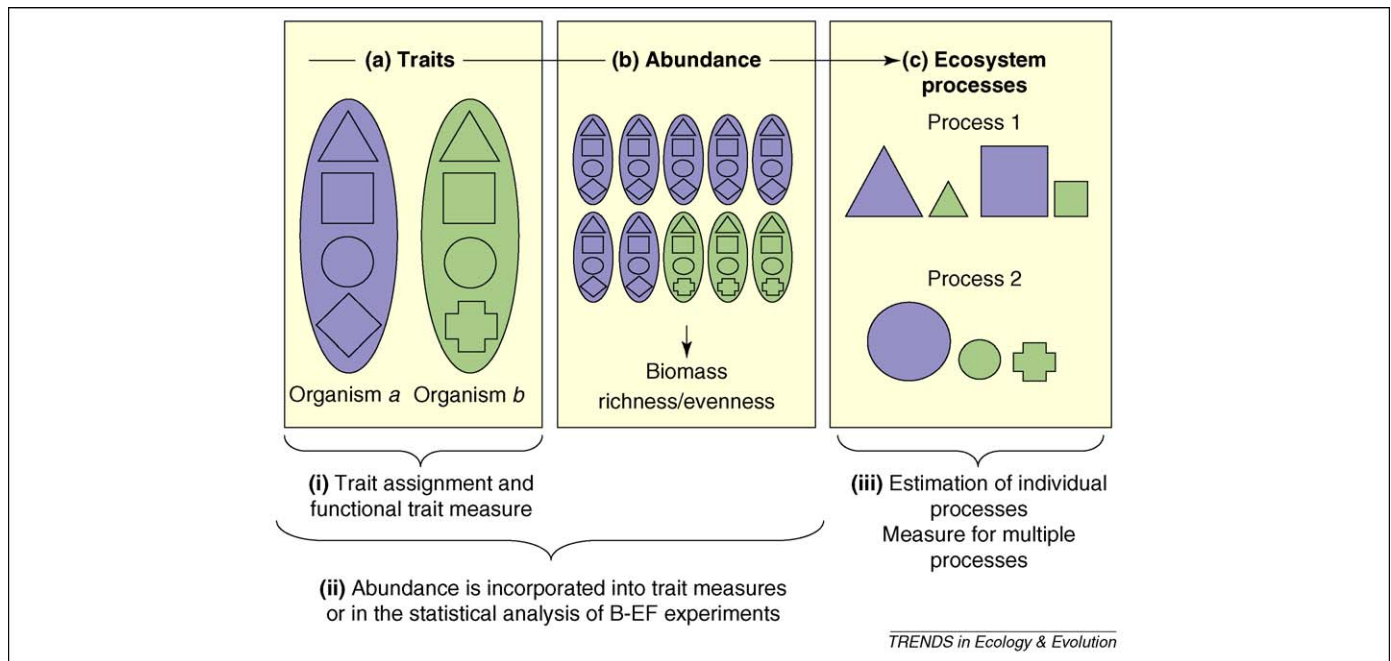 (a) Traits
(b) Abundance
(c) Ecosystem
processes
Process 1
Process 2
Organism a
Organism b
Biomass
richness/evenness
(i) Trait assignment and
functional trait measure
(ii) Abundance is incorporated into trait measures
or in the statistical analysis of B-EF experiments
(iii) Estimation of individual
processes
Measure for multiple
processes
TRENDS in Ecology & Evolution